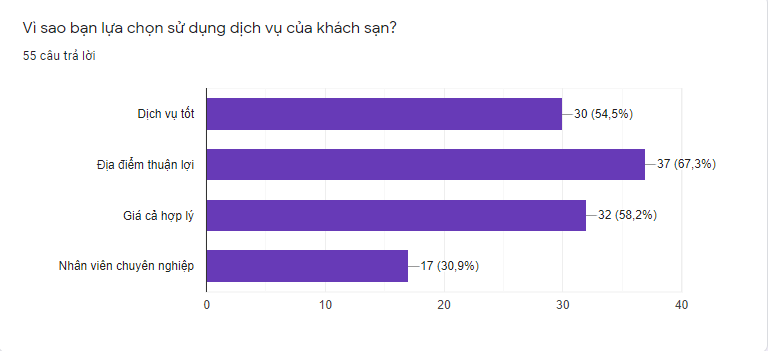 Vì sao bạn lựa chọn sử dụng dịch vụ của khách sạn?
55 câu trả lời
Dịch vụ tốt
30 (54,5%)
Địa điểm thuận lợi
37 (67,3%)
Giá cả hợp lý
32 (58,2%)
Nhân viên chuyên nghiệp
17 (30,9%)
0 10 20 30 40